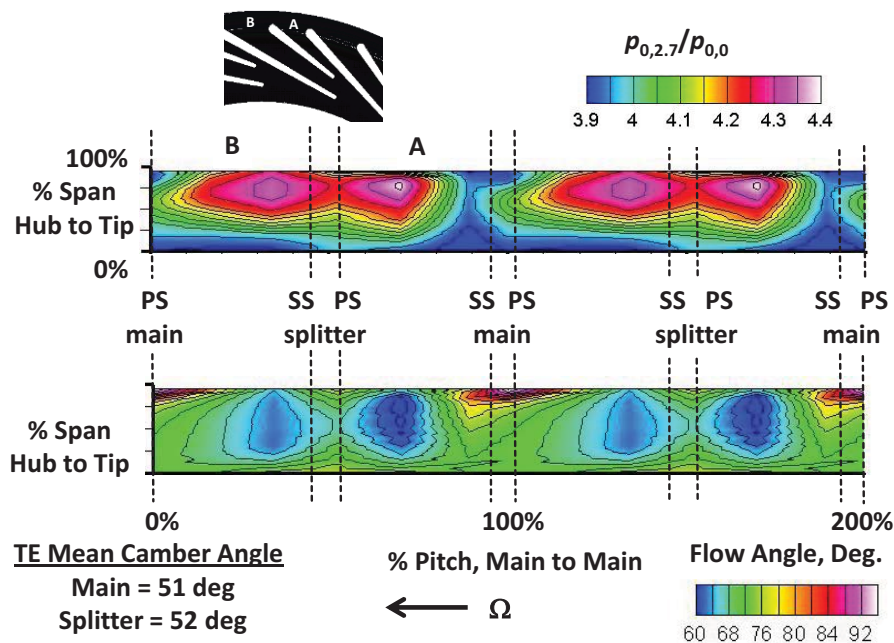 B A
p0,2.7/p0,0
3.9 4 4.1 4.2 4.3 4.4
B A
100%
% Span
Hub to Tip
0%
PS SS PS SS PS SS PS SS PS
main splitter main splitter main
% Span
Hub to Tip
0% 100% 200%
TE Mean Camber Angle
Main = 51 deg
Splitter = 52 deg
% Pitch, Main to Main
Ω
Flow Angle, Deg.
60 68 76 80 84 92